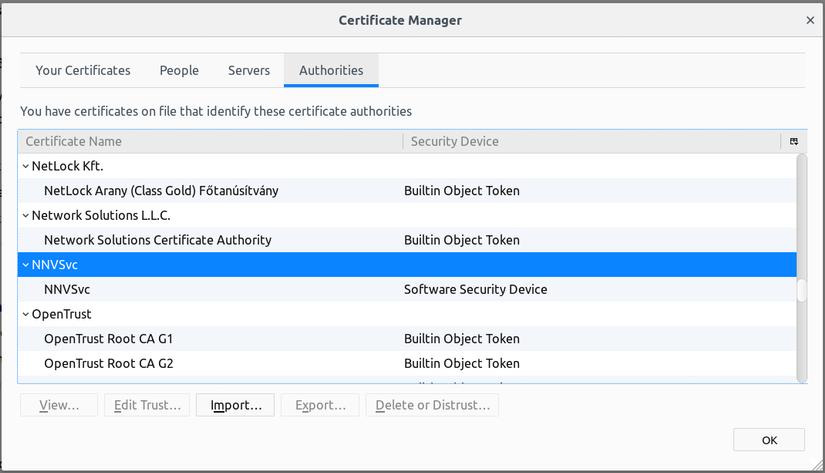 Certificate Manager
Your Certificates People Servers Authorities
You have certificates on file that identify these certificate authorities
Certificate Name Security Device
NetLock Kft.
NetLock Arany (Class Gold) Főtanúsítvány Builtin Object Token
Network Solutions L.L.C.
Network Solutions Certificate Authority Builtin Object Token
NNVSvc
NNVSvc Software Security Device
OpenTrust
OpenTrust Root CA G1 Builtin Object Token
OpenTrust Root CA G2 Builtin Object Token
View... Edit Trust... Import... Export... Delete or Distrust...
OK